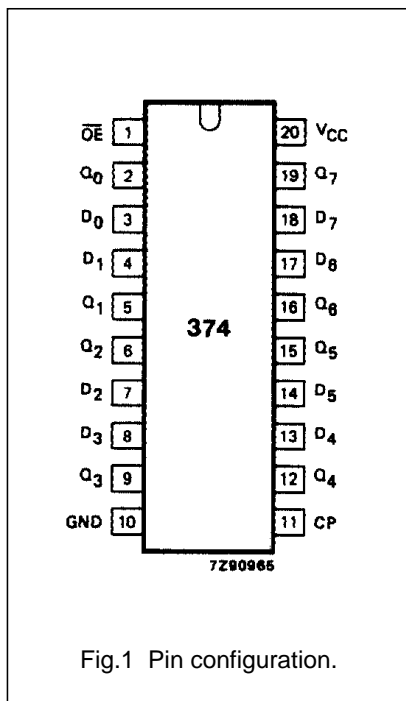 OE 1 20 VCC
Q0 2 19 Q7
D0 3 18 D7
D1 4 17 D6
Q1 5 16 Q6
374
Q2 6 15 Q5
D2 7 14 D5
D3 8 13 D4
Q3 9 12 Q4
GND 10 11 CP
7Z90965
Fig.1 Pin configuration.